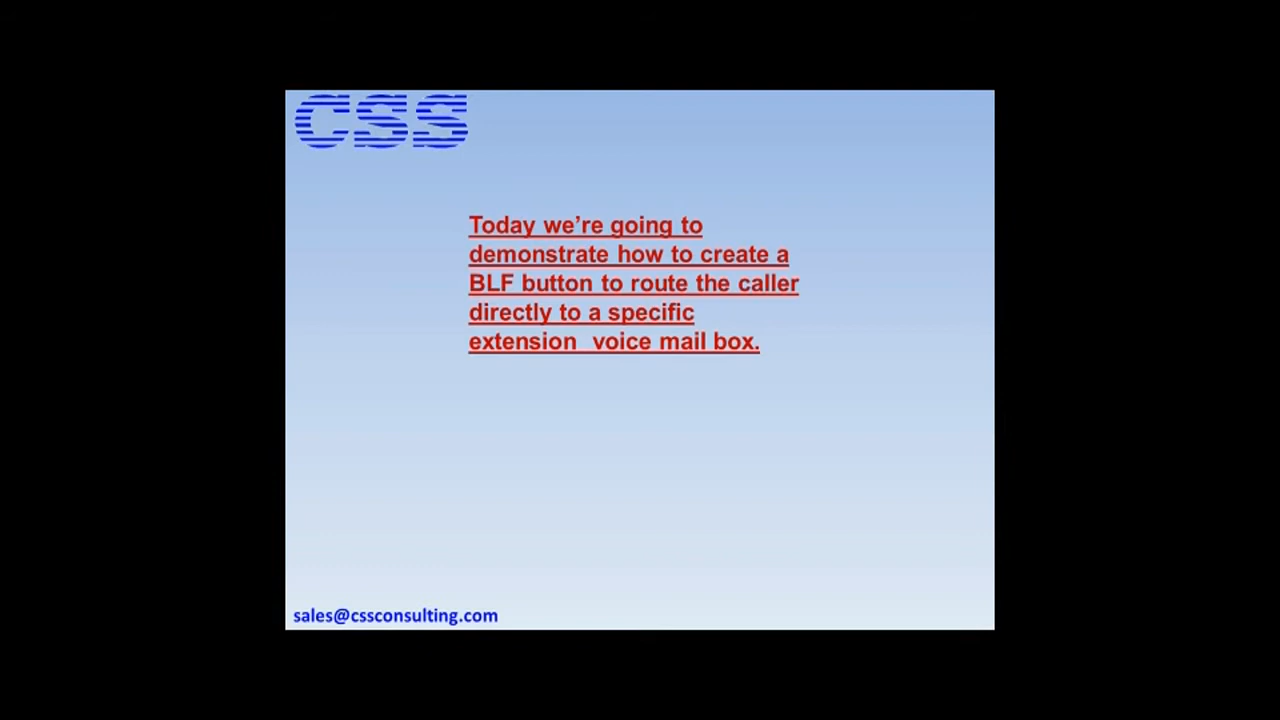 CSS
Today we’re going to
demonstrate how to create a
BLF button to route the caller
directly to a specific
extension  voice mail box.
sales@cssconsulting.com